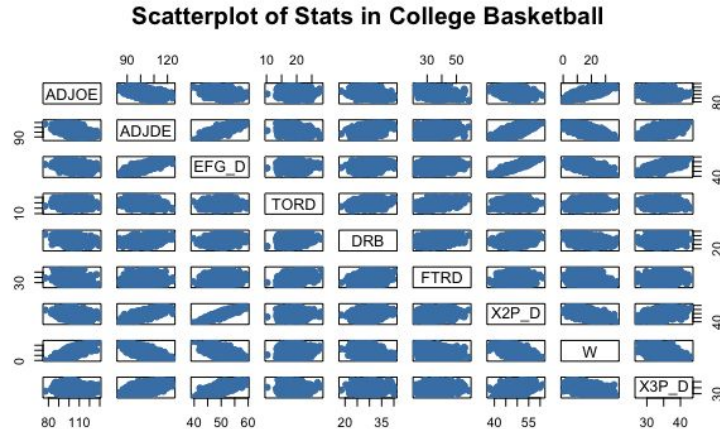 Scatterplot of Stats in College Basketball
90 120
10 20
30 50
0 20
ADJOE
80
90
ADJDE
EFG_D
40
10
TORD
DRB
20
30
FTRD
X2P_D
40
0
W
X3P_D
30
80 110
40 50 60
20 35
40 55
30 40